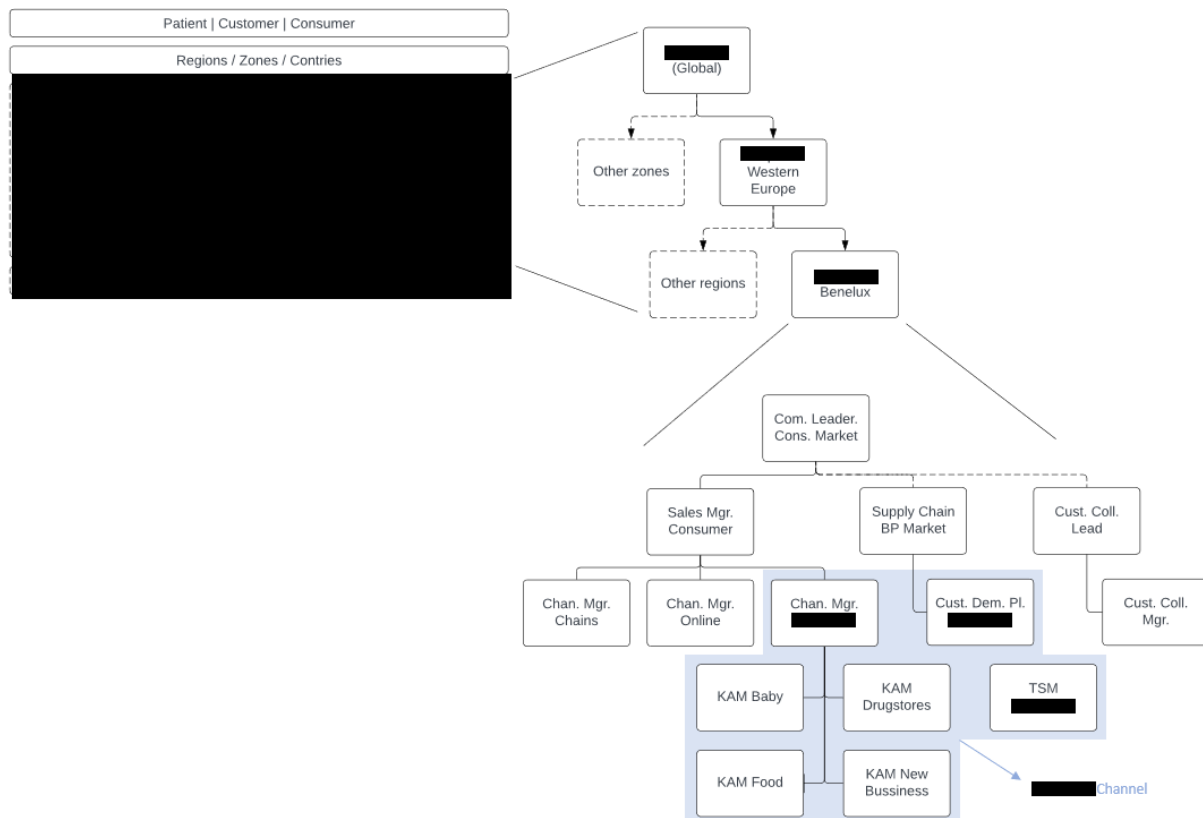 Patient | Customer | Consumer
Regions / Zones / Contries
(Global)
Other zones
Western
Europe
Other regions
Benelux
Com. Leader.
Cons. Market
Sales Mgr.
Consumer
Supply Chain
BP Market
Cust. Coll.
Lead
Chan. Mgr.
Chains
Chan. Mgr.
Online
Chan. Mgr.
Cust. Dem. Pl.
Cust. Coll.
Mgr.
KAM Baby
KAM
Drugstores
TSM
KAM Food
KAM New
Bussiness
Channel